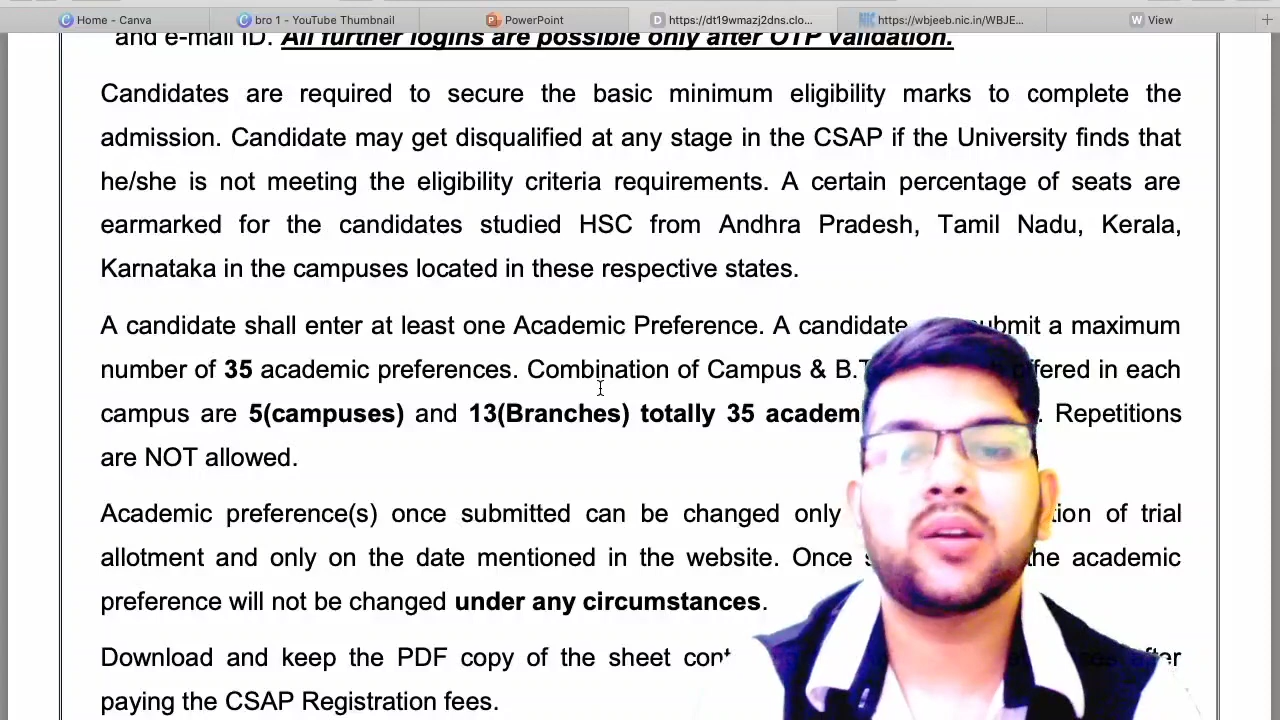 Home - Canva
bro 1 - YouTube Thumbnail
PowerPoint
https://dt19wmazj2dns.clo...
https://wbjeeb.nic.in/WBJE...
View
and e-mail ID. All further logins are possible only after OTP validation.
Candidates are required to secure the basic minimum eligibility marks to complete the
admission. Candidate may get disqualified at any stage in the CSAP if the University finds that
he/she is not meeting the eligibility criteria requirements. A certain percentage of seats are
earmarked for the candidates studied HSC from Andhra Pradesh, Tamil Nadu, Kerala,
Karnataka in the campuses located in these respective states.
A candidate shall enter at least one Academic Preference. A candidate submit a maximum
number of 35 academic preferences. Combination of Campus & B.T offered in each
campus are 5(campuses) and 13(Branches) totally 35 academ Repetitions
are NOT allowed.
Academic preference(s) once submitted can be changed only of trial
allotment and only on the date mentioned in the website. Once the academic
preference will not be changed under any circumstances.
Download and keep the PDF copy of the sheet after
paying the CSAP Registration fees.